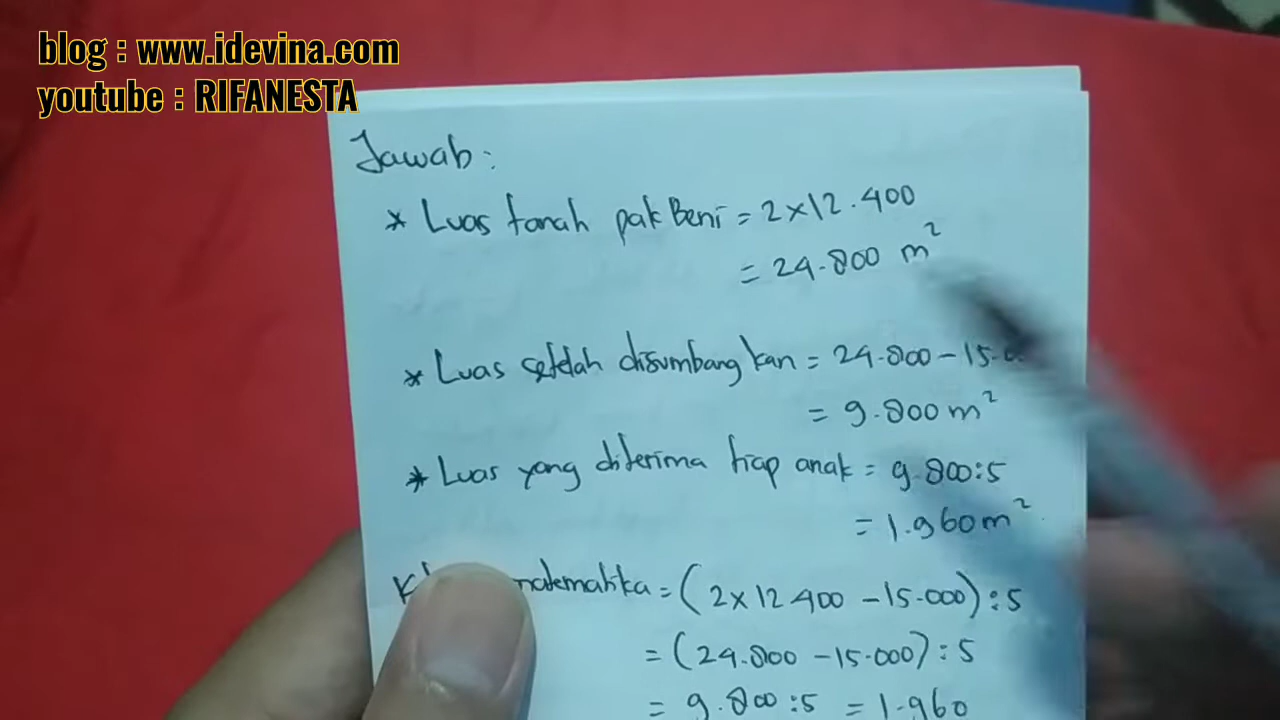 blog : www.idevina.com
youtube : RIFANESTA
Jawab :
* Luas tanah pak Beni = 2 x 12.400
= 24.800 m²
* Luas setelah disumbangkan = 24.800 - 15.
= 9.800 m²
* Luas yang diterima tiap anak = 9.800 : 5
= 1.960 m²
matematika = (2 x 12.400 - 15.000) : 5
= (24.800 - 15.000) : 5
= 9.800 : 5 = 1.960